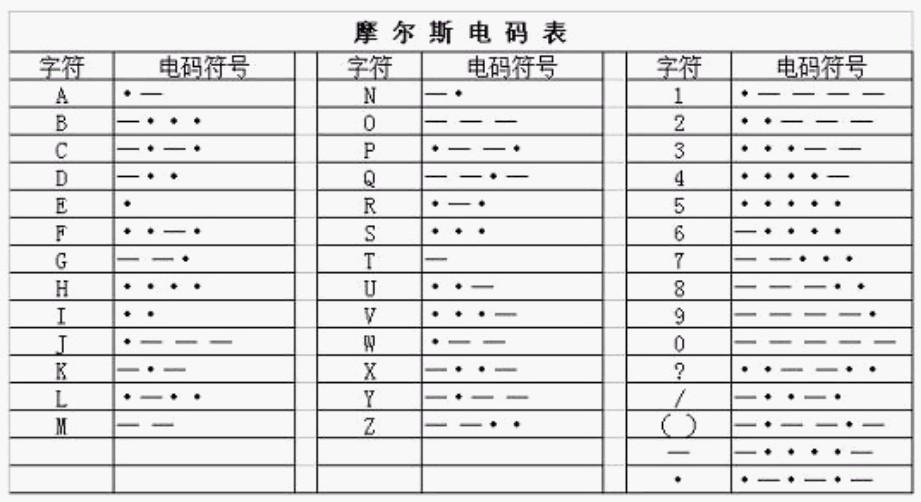 摩尔斯电码表
字符 电码符号 字符 电码符号 字符 电码符号
A •— N —• 1 •————
B —••• O ——— 2 ••———
C —•—• P •——• 3 •••——
D —•• Q ——•— 4 ••••—
E • R •—• 5 •••••
F ••—• S ••• 6 —••••
G ——• T — 7 ——•••
H •••• U ••— 8 ———••
I •• V •••— 9 ————•
J •——— W •—— 0 —————
K —•— X —••— ? ••——••
L •—•• Y —•—— / —••—•
M —— Z ——•• () —•——•—
— —••••—
• •—•—•—